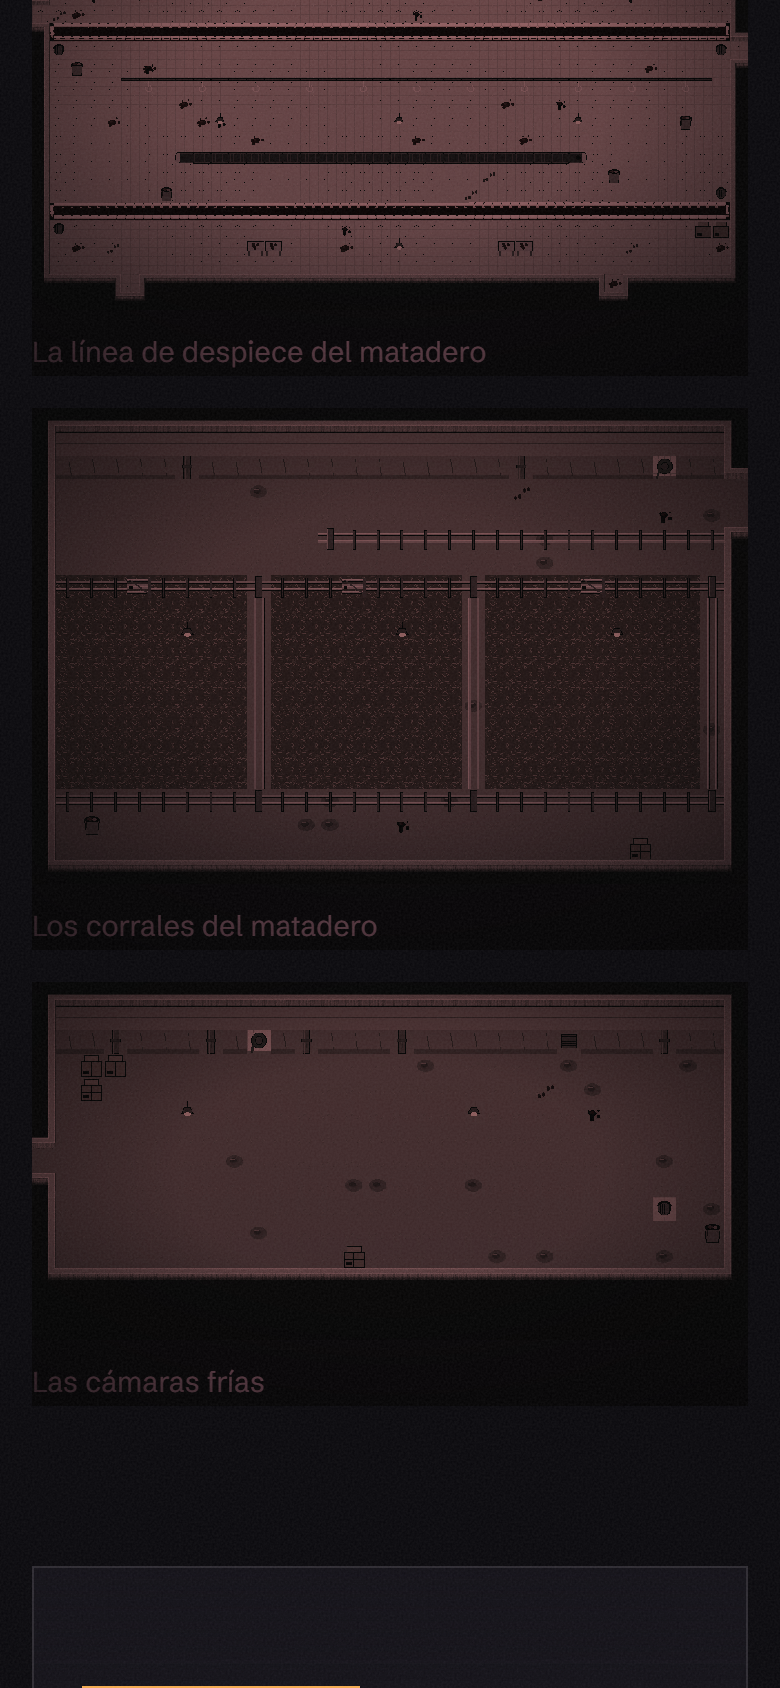 La línea de despiece del matadero
Los corrales del matadero
Las cámaras frías